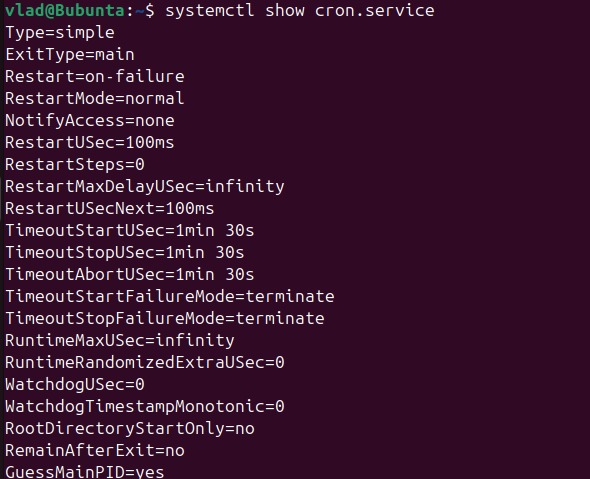 vlad@Bubunta:~$ systemctl show cron.service
Type=simple
ExitType=main
Restart=on-failure
RestartMode=normal
NotifyAccess=none
RestartUSec=100ms
RestartSteps=0
RestartMaxDelayUSec=infinity
RestartUSecNext=100ms
TimeoutStartUSec=1min 30s
TimeoutStopUSec=1min 30s
TimeoutAbortUSec=1min 30s
TimeoutStartFailureMode=terminate
TimeoutStopFailureMode=terminate
RuntimeMaxUSec=infinity
RuntimeRandomizedExtraUSec=0
WatchdogUSec=0
WatchdogTimestampMonotonic=0
RootDirectoryStartOnly=no
RemainAfterExit=no
GuessMainPID=yes